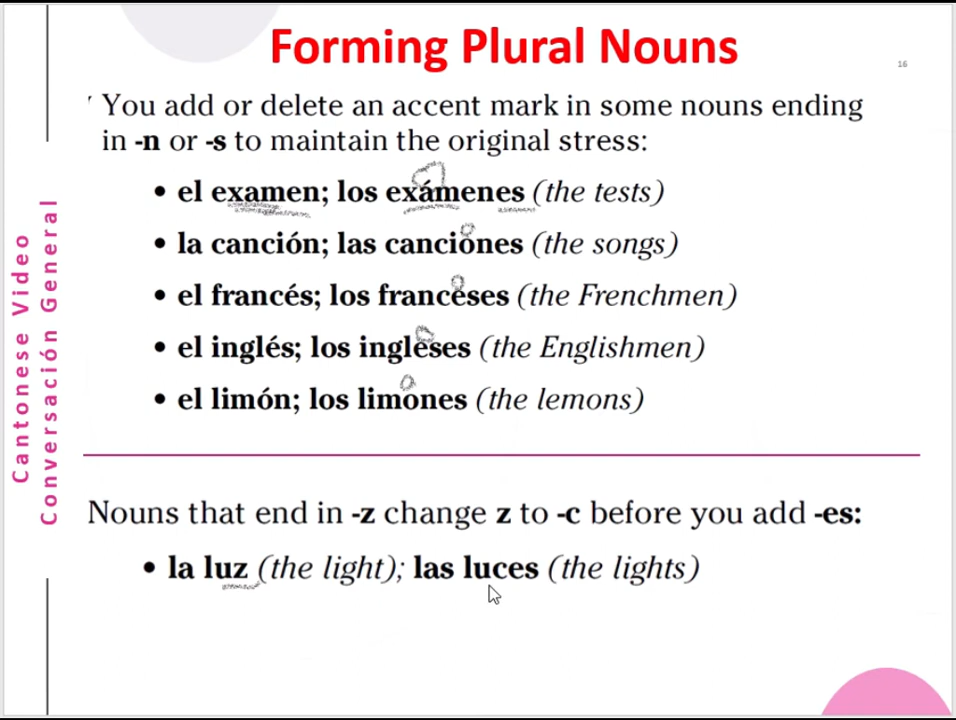 Forming Plural Nouns
16
You add or delete an accent mark in some nouns ending
in -n or -s to maintain the original stress:
• el examen; los exámenes (the tests)
• la canción; las canciones (the songs)
• el francés; los franceses (the Frenchmen)
• el inglés; los ingleses (the Englishmen)
• el limón; los limones (the lemons)
Nouns that end in -z change z to -c before you add -es:
• la luz (the light); las luces (the lights)
Cantonese Video
Conversación General